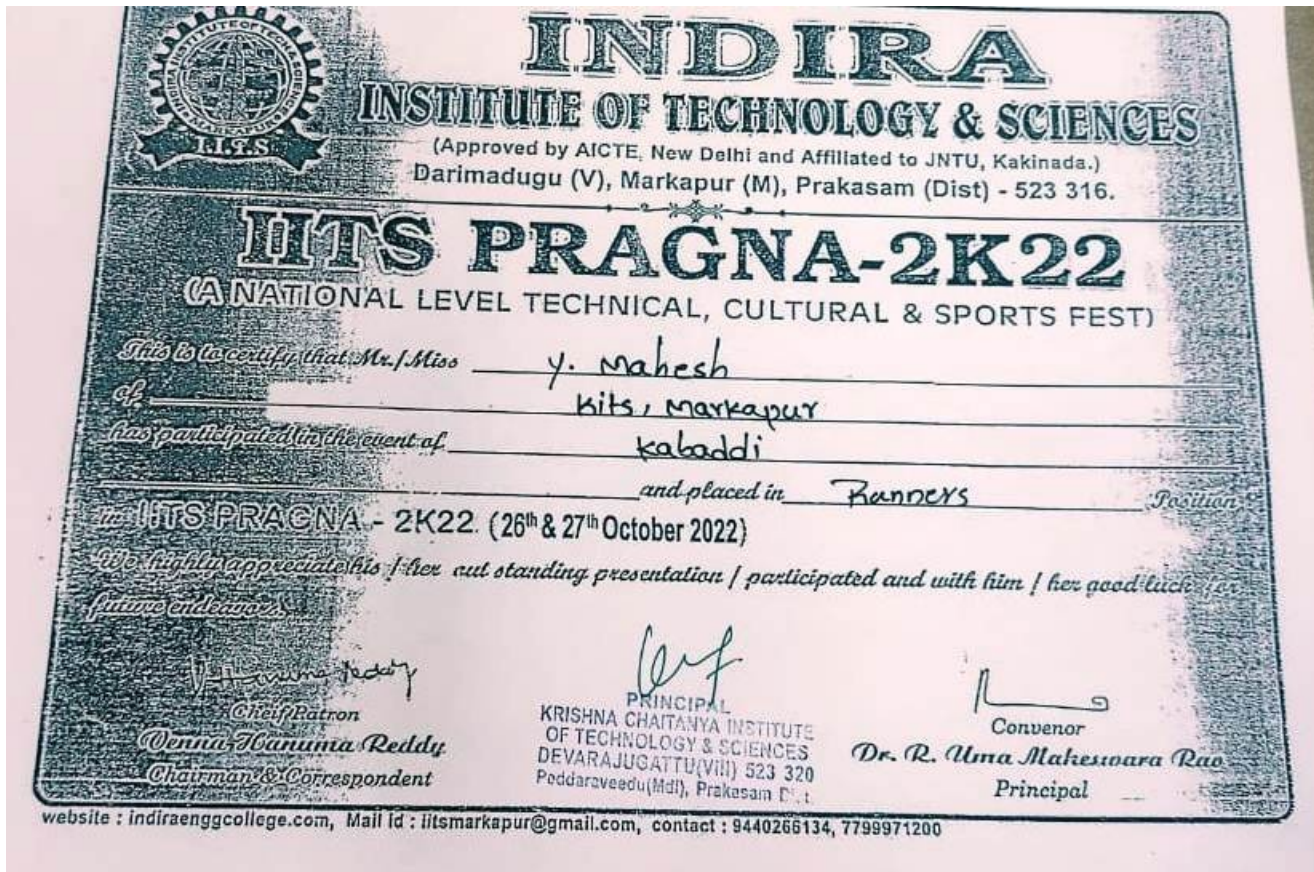 I.I.T.S
INDIRA
INSTITUTE OF TECHNOLOGY & SCIENCES
(Approved by AICTE, New Delhi and Affiliated to JNTU, Kakinada.)
Darimadugu (V), Markapur (M), Prakasam (Dist) - 523 316.
IITS PRAGNA-2K22
(A NATIONAL LEVEL TECHNICAL, CULTURAL & SPORTS FEST)
This is to certify that Mr./Miss Y. Mahesh
of Kits, Markapur
has participated in the event of Kabaddi
and placed in Runners Position
in IITS PRAGNA - 2K22. (26th & 27th October 2022)
We highly appreciate his / her out standing presentation / participated and with him / her good luck for
future endeavors.
Cheif Patron
Venna Hanuma Reddy
Chairman & Correspondent
PRINCIPAL
KRISHNA CHAITANYA INSTITUTE
OF TECHNOLOGY & SCIENCES
DEVARAJUGATTU(Vill) 523 320
Peddaraveedu(Mdl), Prakasam
Convenor
Dr. R. Uma Maheswara Rao
Principal
website : indiraenggcollege.com, Mail id : iitsmarkapur@gmail.com, contact : 9440266134, 7799971200